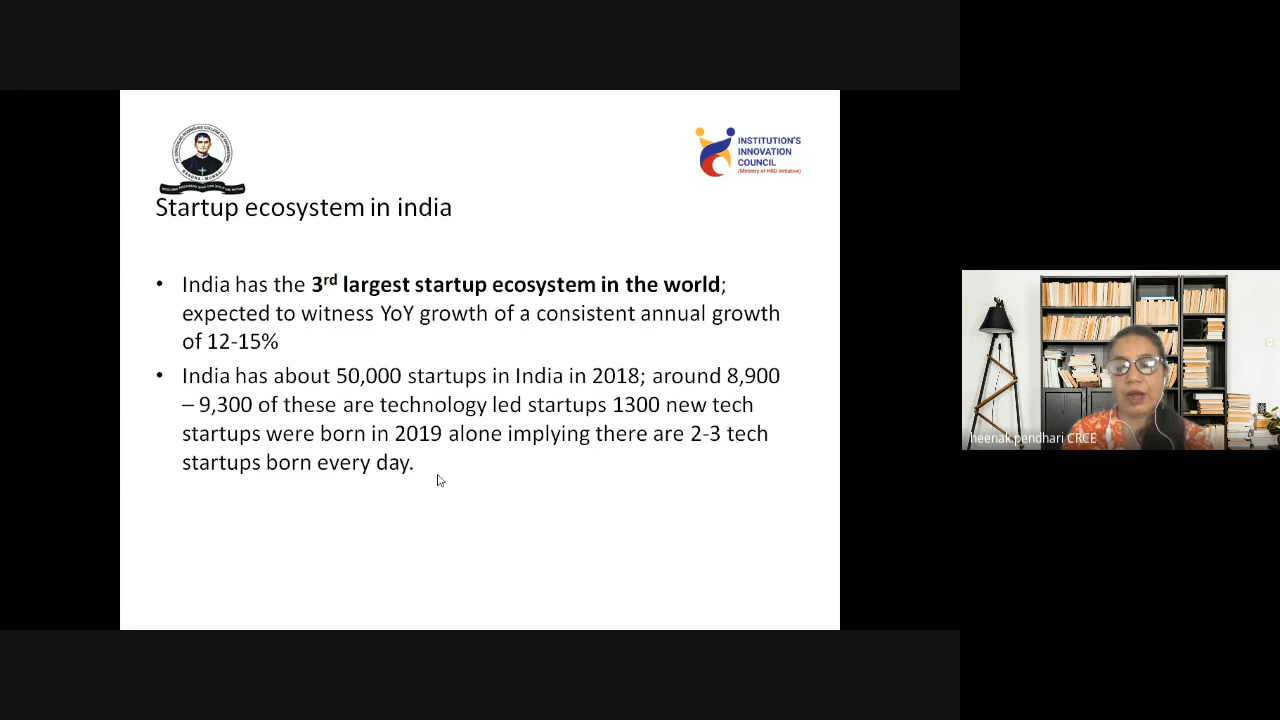 INSTITUTION'S
INNOVATION
COUNCIL
(Ministry of HRD Initiative)
Startup ecosystem in india
• India has the 3rd largest startup ecosystem in the world;
expected to witness YoY growth of a consistent annual growth
of 12-15%
• India has about 50,000 startups in India in 2018; around 8,900
– 9,300 of these are technology led startups 1300 new tech
startups were born in 2019 alone implying there are 2-3 tech
startups born every day.
heenak.pendhari CRCE